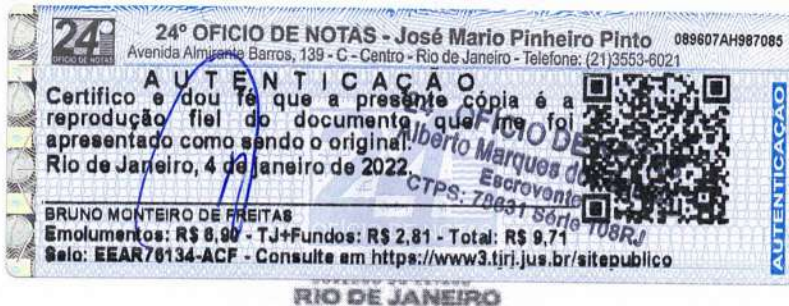 24º OFICIO DE NOTAS - José Mario Pinheiro Pinto 089607AH987085
24º
OFICIO DE NOTAS
Avenida Almirante Barros, 139 - C - Centro - Rio de Janeiro - Telefone: (21)3553-6021
AUTENTICAÇÃO
Certifico e dou fé que a presente cópia é a
reprodução fiel do documento que me foi
apresentado como sendo o original.
Rio de Janeiro, 4 de janeiro de 2022.
OFICIO DE
Alberto Marques do
Escrevente
CTPS: 78631 Série 108RJ
BRUNO MONTEIRO DE FREITAS
Emolumentos: R$ 6,90 - TJ+Fundos: R$ 2,81 - Total: R$ 9,71
Selo: EEAR76134-ACF - Consulte em https://www3.tjrj.jus.br/sitepublico
AUTENTICAÇÃO
RIO DE JANEIRO